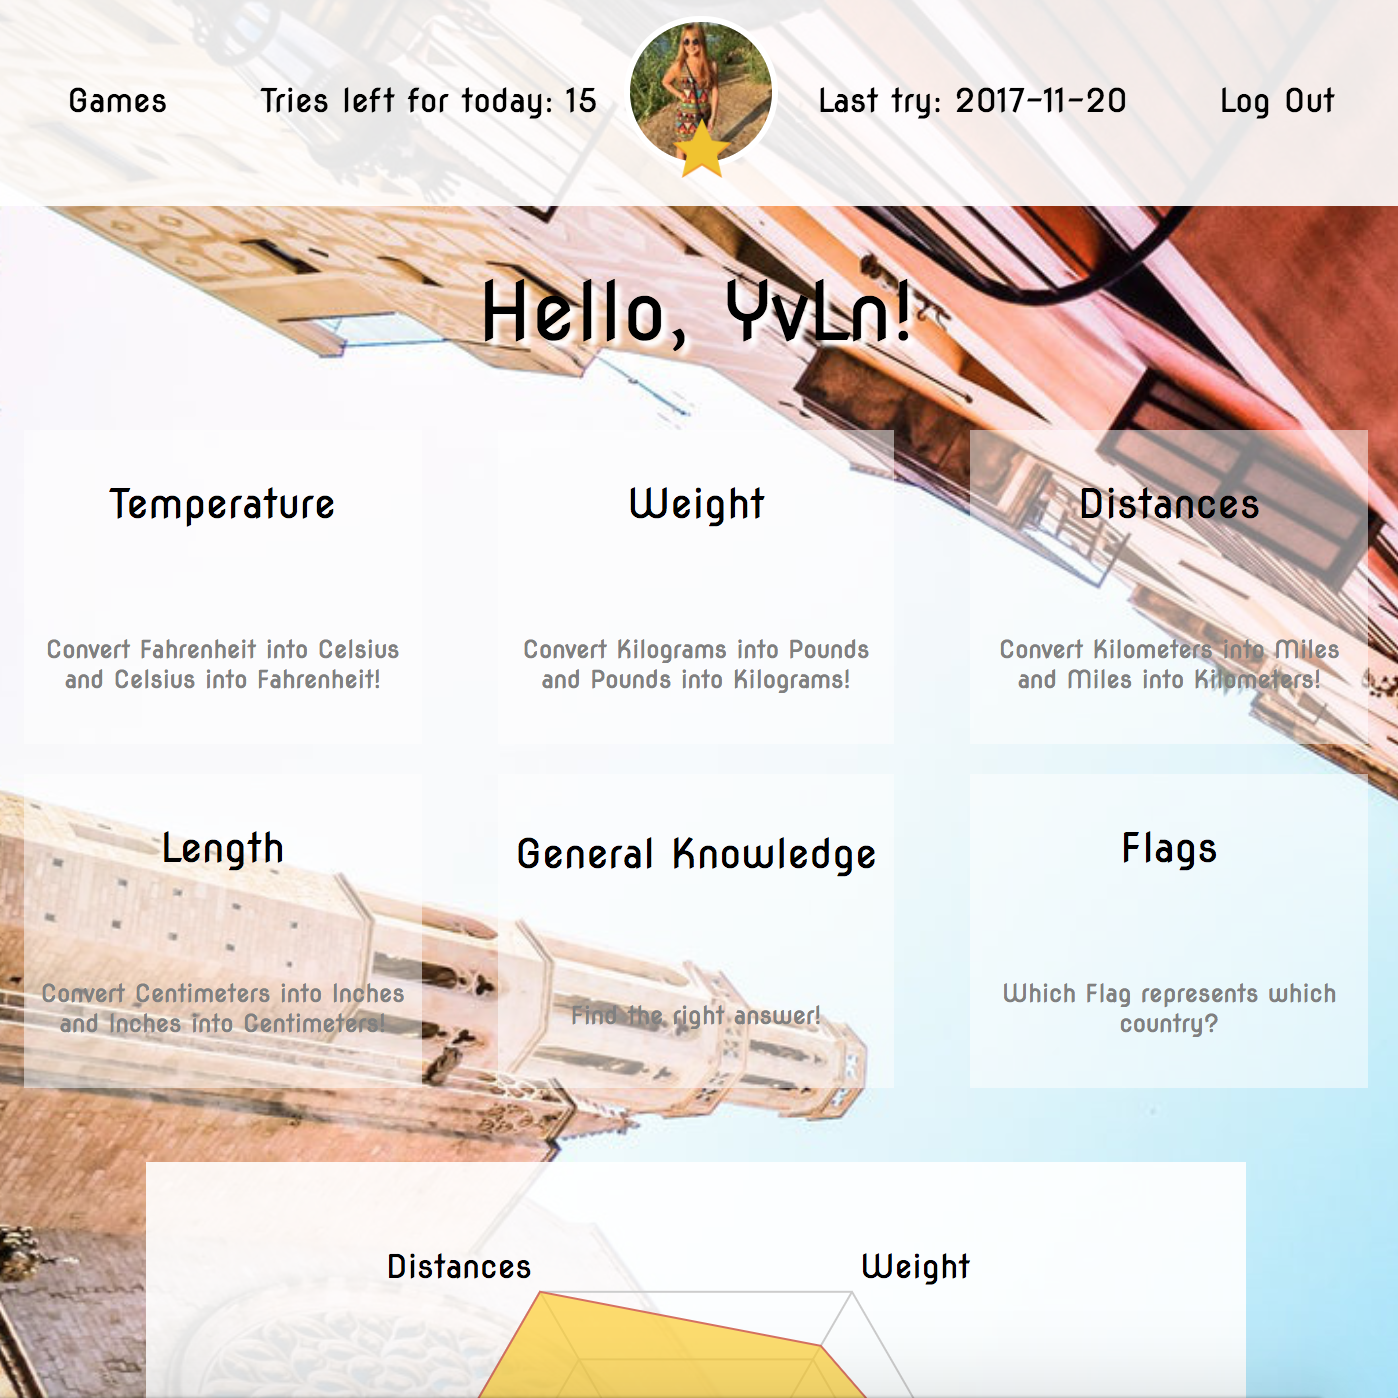 Games
Tries left for today: 15
Last try: 2017-11-20
Log Out
Hello, YvLn!
Temperature
Convert Fahrenheit into Celsius
and Celsius into Fahrenheit!
Weight
Convert Kilograms into Pounds
and Pounds into Kilograms!
Distances
Convert Kilometers into Miles
and Miles into Kilometers!
Length
Convert Centimeters into Inches
and Inches into Centimeters!
General Knowledge
Find the right answer!
Flags
Which Flag represents which
country?
Distances
Weight